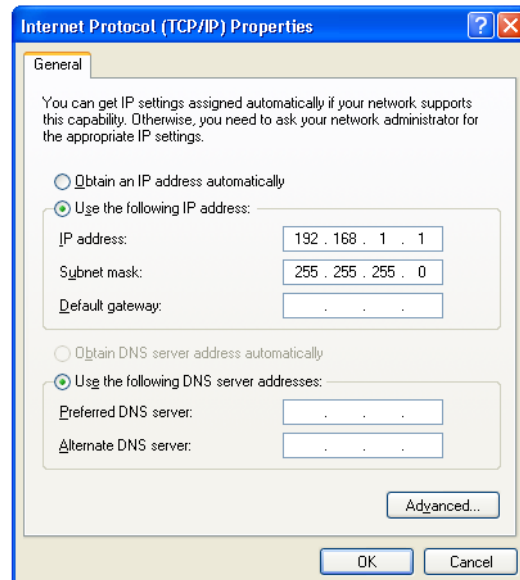 Internet Protocol (TCP/IP) Properties
General
You can get IP settings assigned automatically if your network supports
this capability. Otherwise, you need to ask your network administrator for
the appropriate IP settings.
Obtain an IP address automatically
Use the following IP address:
IP address: 192 . 168 . 1 . 1
Subnet mask: 255 . 255 . 255 . 0
Default gateway: . . .
Obtain DNS server address automatically
Use the following DNS server addresses:
Preferred DNS server: . . .
Alternate DNS server: . . .
Advanced...
OK Cancel